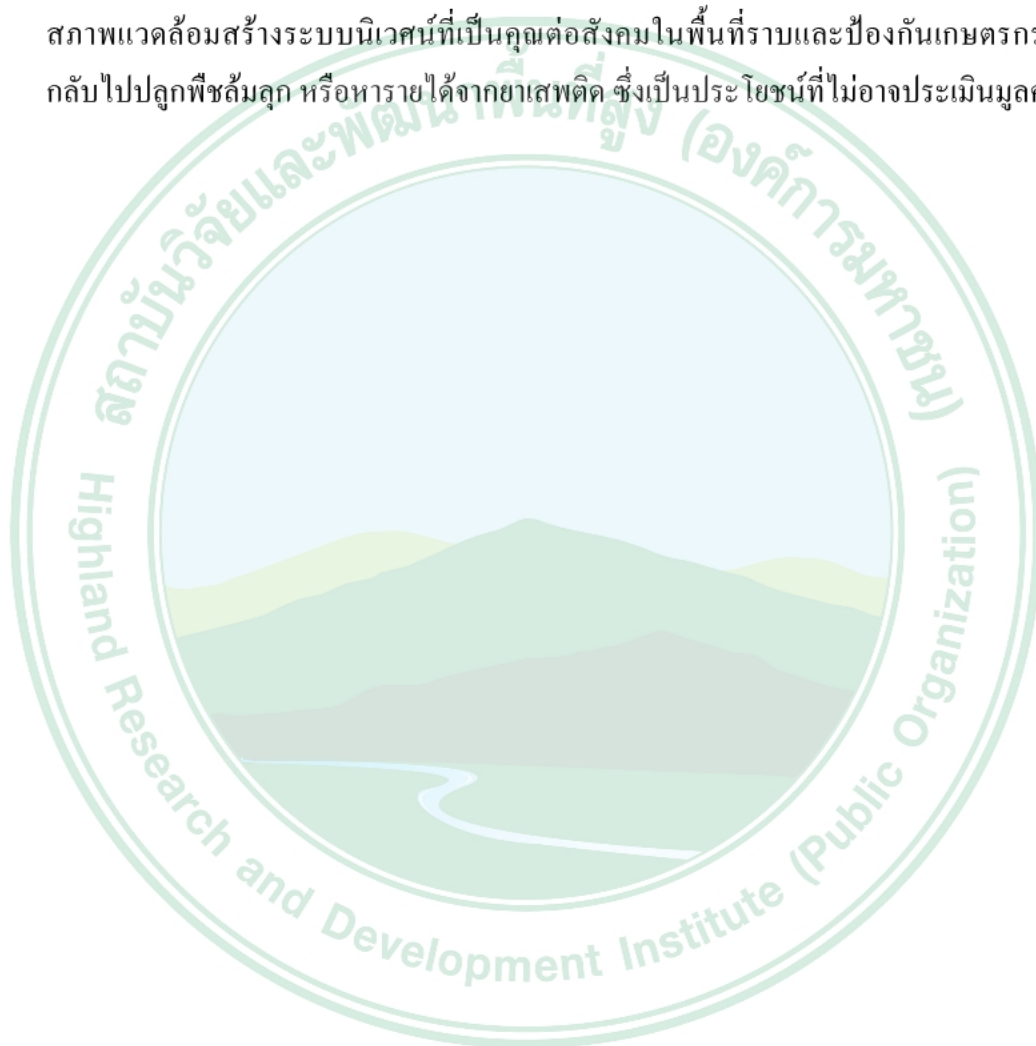 สภาพแวดล้อมสร้างระบบนิเวศน์ที่เป็นคุณต่อสังคมในพื้นที่ราบและป้องกันเกษตรกร
กลับไปปลูกพืชล้มลุก หรือหารายได้จากยาเสพติด ซึ่งเป็นประโยชน์ที่ไม่อาจประเมินมูลค
สถาบันวิจัยและพัฒนาพื้นที่สูง (องค์การมหาชน)
Highland Research and Development Institute (Public Organization)